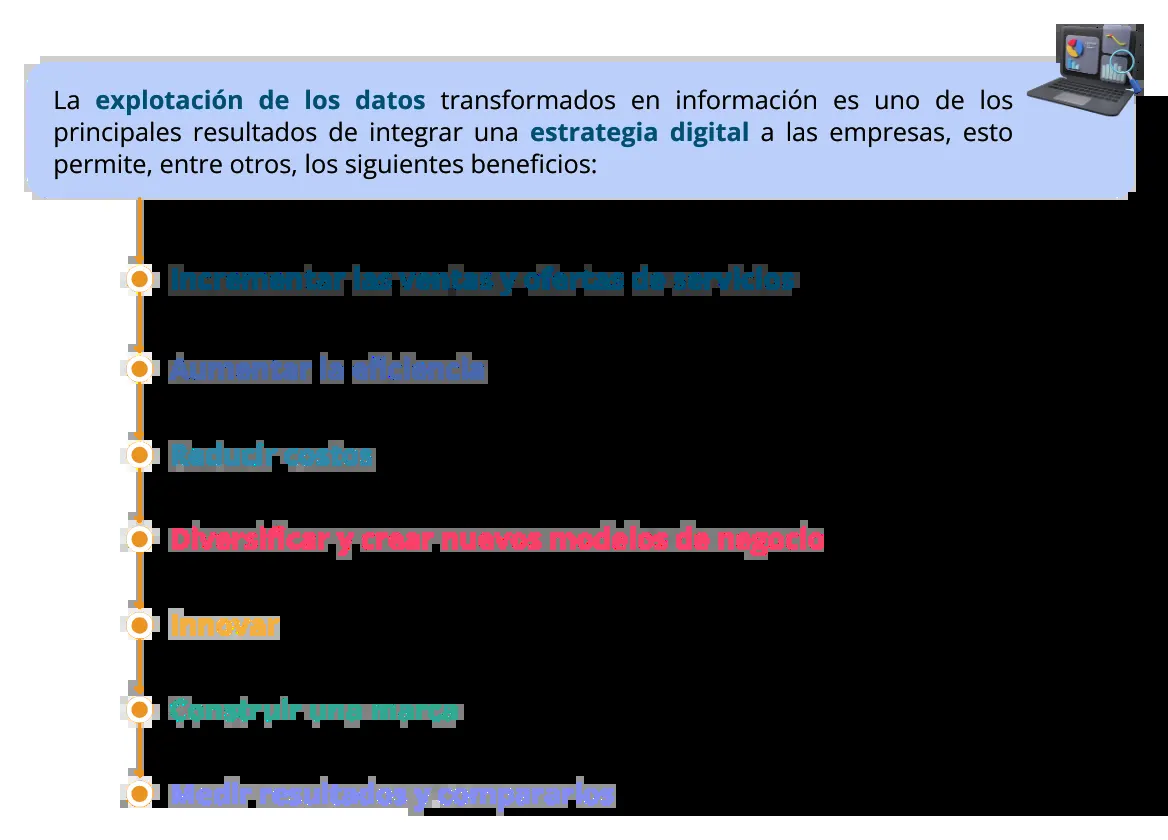 La explotación de los datos transformados en información es uno de los
principales resultados de integrar una estrategia digital a las empresas, esto
permite, entre otros, los siguientes beneficios:
Incrementar las ventas y ofertas de servicios
Aumentar la eficiencia
Reducir costos
Diversificar y crear nuevos modelos de negocio
Innovar
Construir una marca
Medir resultados y compararlos